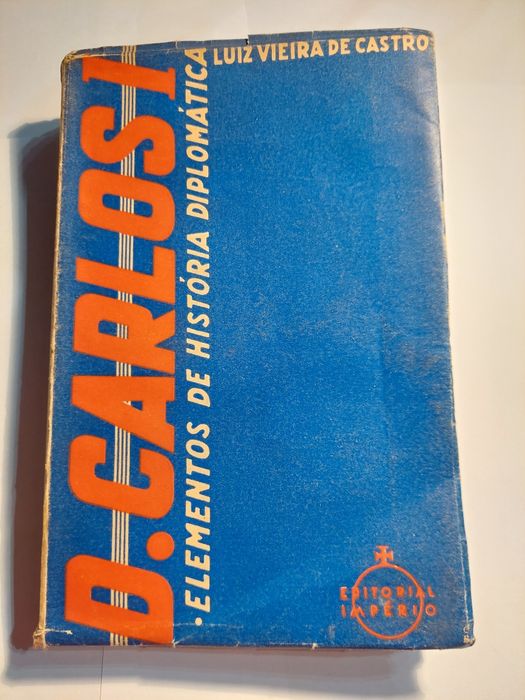 LUIZ VIEIRA DE CASTRO
D. CARLOS I
• ELEMENTOS DE HISTÓRIA DIPLOMÁTICA
EDITORIAL
IMPÉRIO